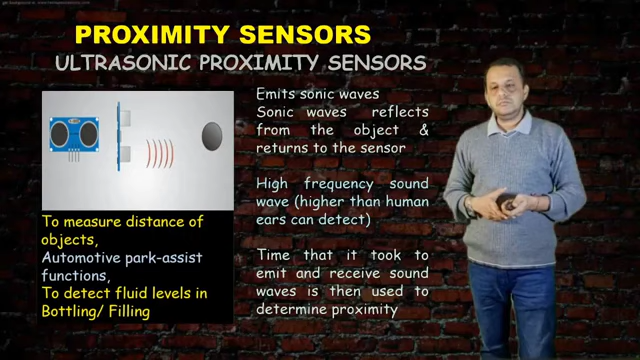 PROXIMITY SENSORS
ULTRASONIC PROXIMITY SENSORS
Emits sonic waves
Sonic waves reflects
from the object &
returns to the sensor
High frequency sound
wave (higher than human
ears can detect)
Time that it took to
emit and receive sound
waves is then used to
determine proximity
To measure distance of
objects,
Automotive park-assist
functions,
To detect fluid levels in
Bottling/ Filling